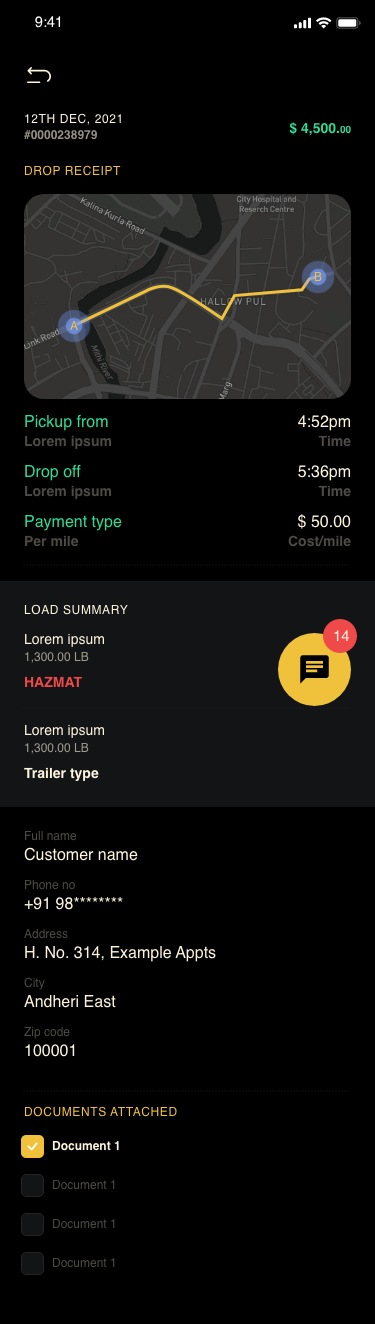 9:41
12TH DEC, 2021
#0000238979
$ 4,500.00
DROP RECEIPT
Kalina Kurla Road
City Hospital and
Reserch Centre
B
HALLOW PUL
A
Link Road
Mithi River
Marg
Pickup from
4:52pm
Lorem ipsum
Time
Drop off
5:36pm
Lorem ipsum
Time
Payment type
$ 50.00
Per mile
Cost/mile
LOAD SUMMARY
Lorem ipsum
14
1,300.00 LB
HAZMAT
Lorem ipsum
1,300.00 LB
Trailer type
Full name
Customer name
Phone no
+91 98********
Address
H. No. 314, Example Appts
City
Andheri East
Zip code
100001
DOCUMENTS ATTACHED
Document 1
Document 1
Document 1
Document 1